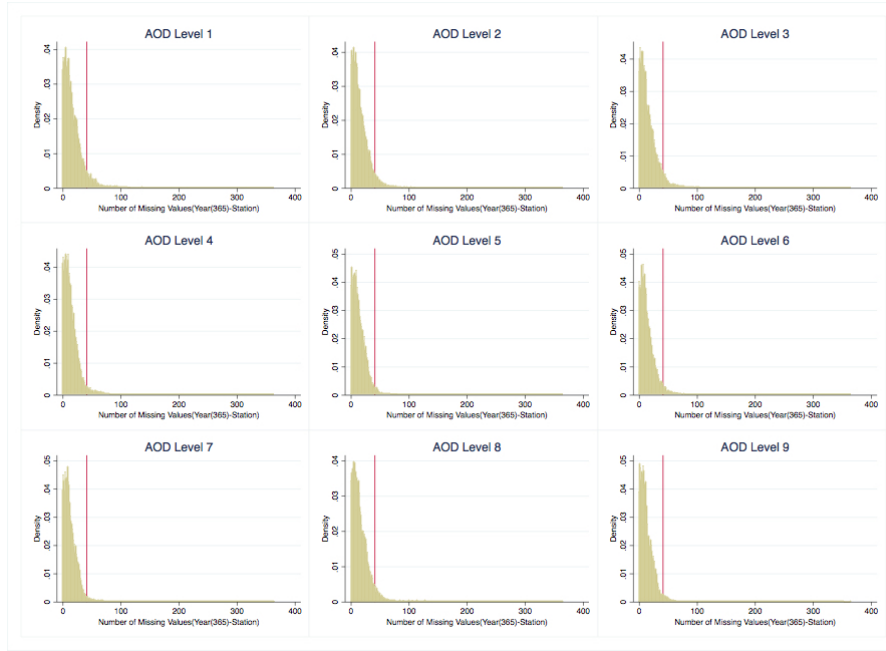 AOD Level 1
Density
0 .01 .02 .03 .04
0 100 200 300 400
Number of Missing Values(Year(365)-Station)
AOD Level 2
Density
0 .01 .02 .03 .04
0 100 200 300 400
Number of Missing Values(Year(365)-Station)
AOD Level 3
Density
0 .01 .02 .03 .04
0 100 200 300 400
Number of Missing Values(Year(365)-Station)
AOD Level 4
Density
0 .01 .02 .03 .04
0 100 200 300 400
Number of Missing Values(Year(365)-Station)
AOD Level 5
Density
0 .01 .02 .03 .04 .05
0 100 200 300 400
Number of Missing Values(Year(365)-Station)
AOD Level 6
Density
0 .01 .02 .03 .04 .05
0 100 200 300 400
Number of Missing Values(Year(365)-Station)
AOD Level 7
Density
0 .01 .02 .03 .04 .05
0 100 200 300 400
Number of Missing Values(Year(365)-Station)
AOD Level 8
Density
0 .01 .02 .03 .04
0 100 200 300 400
Number of Missing Values(Year(365)-Station)
AOD Level 9
Density
0 .01 .02 .03 .04 .05
0 100 200 300 400
Number of Missing Values(Year(365)-Station)